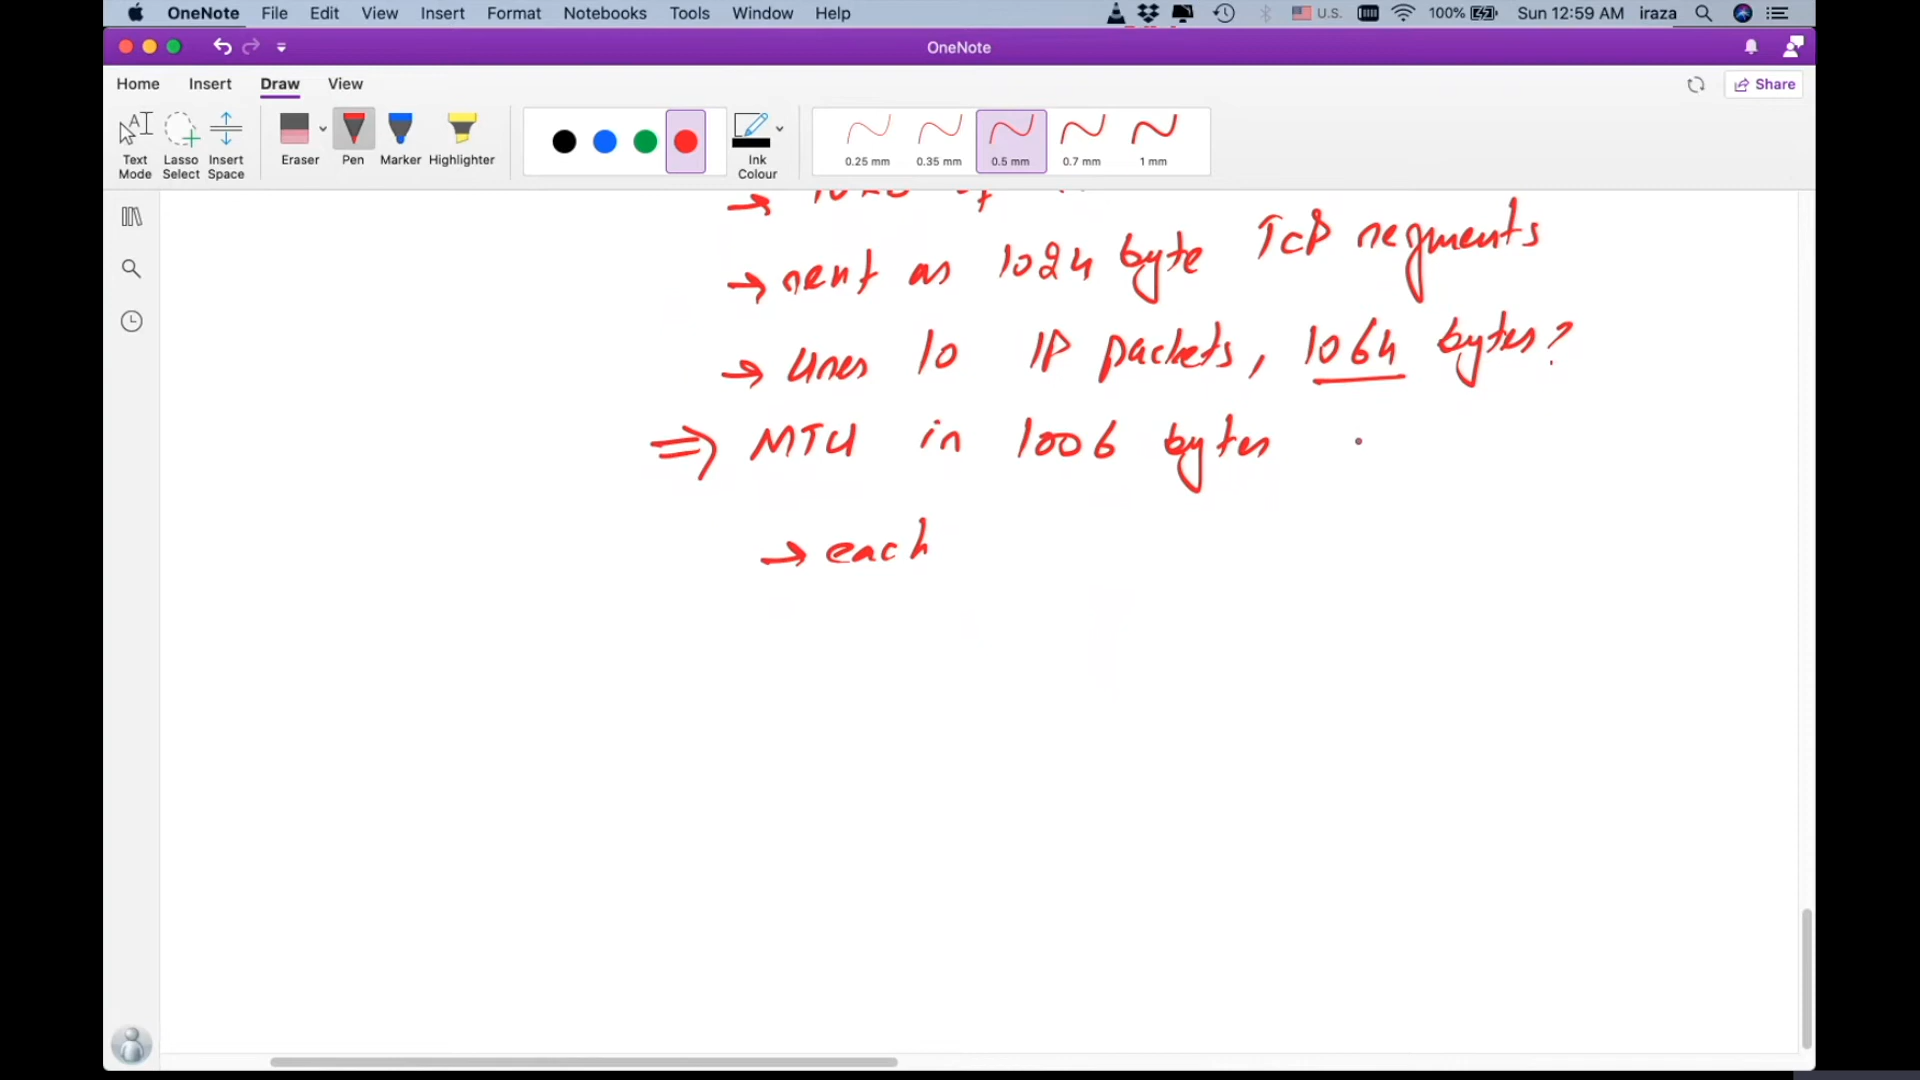 OneNote File Edit View Insert Format Notebooks Tools Window Help U.S. 100% Sun 12:59 AM iraza
OneNote
Home Insert Draw View Share
Text Mode
Lasso Select
Insert Space
Eraser
Pen
Marker
Highlighter
Ink Colour
0.25 mm
0.35 mm
0.5 mm
0.7 mm
1 mm
→ sent as 1024 byte TCP segments
→ uses 10 IP packets, 1064 bytes?
⇒ MTU is 1006 bytes
→ each